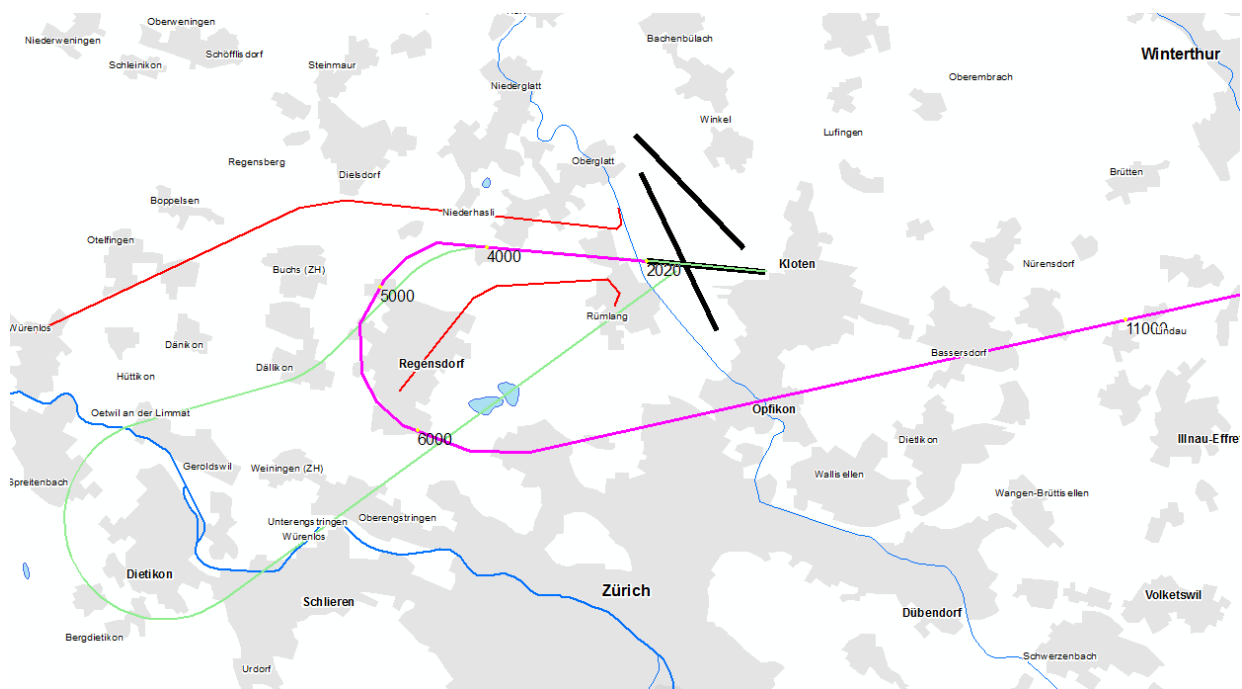 Oberweningen
Niederweningen
Schöfflisdorf
Schleinikon
Steinmaur
Bachenbülach
Winterthur
Niederglatt
Oberembrach
Winkel
Lufingen
Regensberg
Oberglatt
Dielsdorf
Brütten
Boppelsen
Niederhasli
Otelfingen
4000
Kloten
Nürensdorf
Buchs (ZH)
2020
5000
Rümlang
Würenlos
11000
Lindau
Dänikon
Bassersdorf
Dällikon
Regensdorf
Hüttikon
Oetwil an der Limmat
Opfikon
6000
Dietlikon
Illnau-Effret
Geroldswil
Weiningen (ZH)
Wallisellen
Spreitenbach
Wangen-Brüttisellen
Oberengstringen
Unterengstringen
Würenlos
Dietikon
Zürich
Schlieren
Volketswil
Dübendorf
Bergdietikon
Schwerzenbach
Urdorf